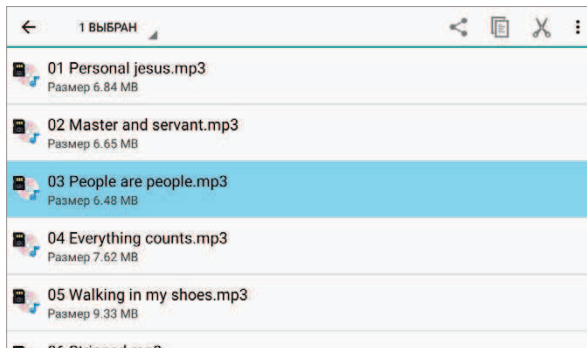 1 ВЫБРАН
01 Personal jesus.mp3
Размер 6.84 MB
02 Master and servant.mp3
Размер 6.65 MB
03 People are people.mp3
Размер 6.48 MB
04 Everything counts.mp3
Размер 7.62 MB
05 Walking in my shoes.mp3
Размер 9.33 MB